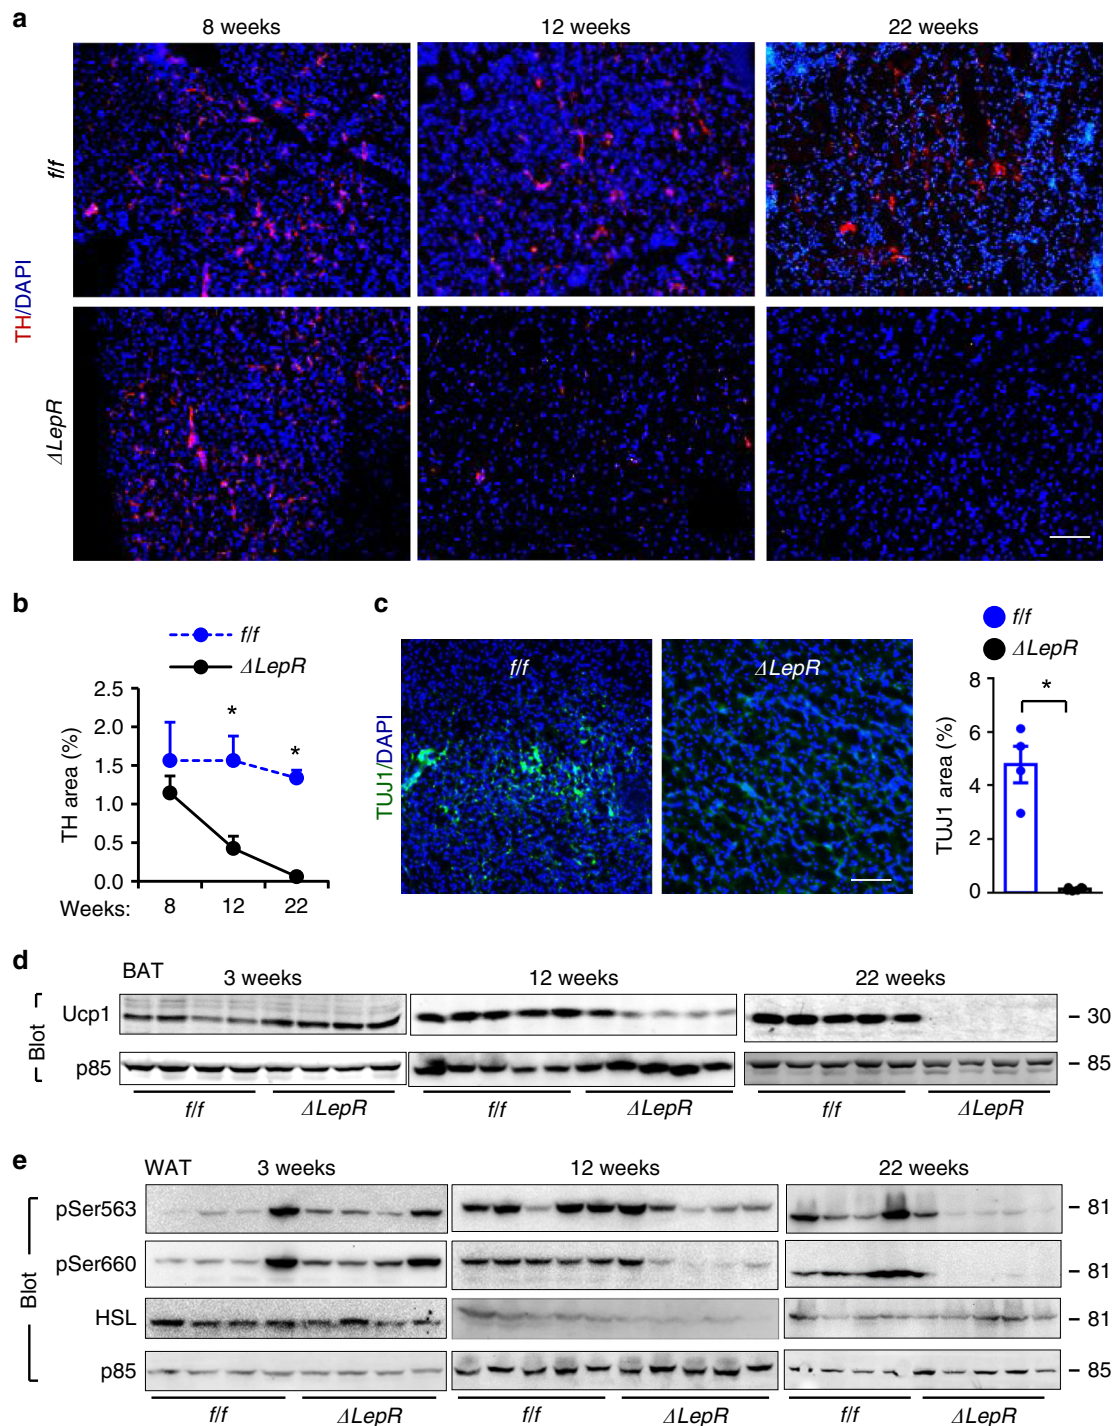 a
8 weeks
12 weeks
22 weeks
f/f
ΔLepR
TH/DAPI
b
f/f
ΔLepR
2.5
2.0
1.5
1.0
0.5
0.0
TH area (%)
*
*
Weeks:
8
12
22
c
f/f
ΔLepR
TUJ1/DAPI
f/f
ΔLepR
8
6
4
2
0
TUJ1 area (%)
*
d
BAT
3 weeks
12 weeks
22 weeks
Blot
Ucp1
– 30
p85
– 85
f/f
ΔLepR
f/f
ΔLepR
f/f
ΔLepR
e
WAT
3 weeks
12 weeks
22 weeks
Blot
pSer563
– 81
pSer660
– 81
HSL
– 81
p85
– 85
f/f
ΔLepR
f/f
ΔLepR
f/f
ΔLepR